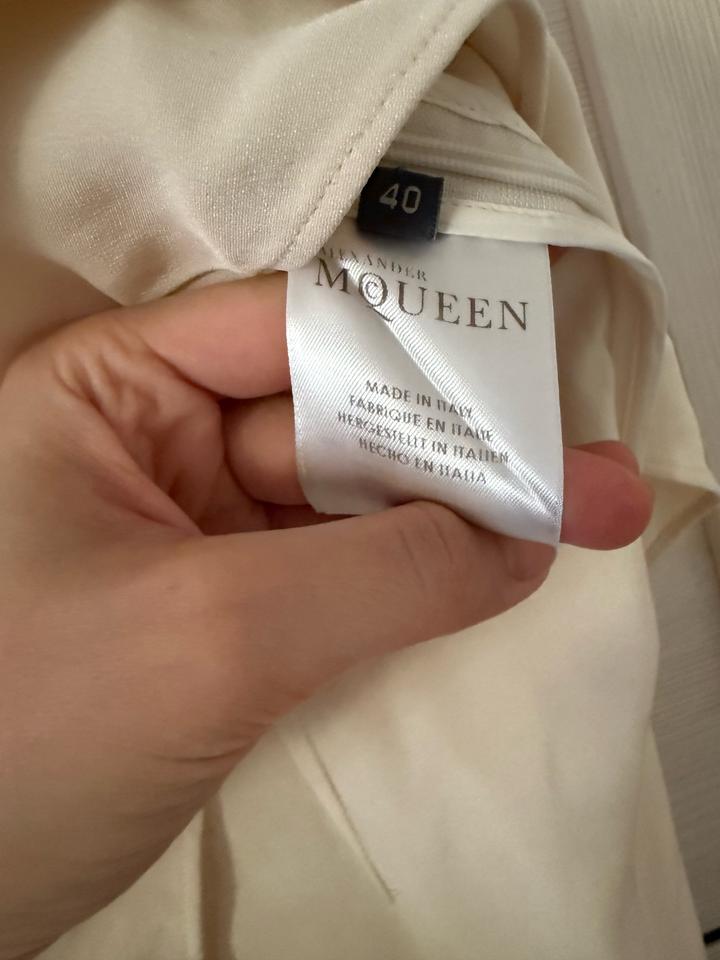 40
ALEXANDER
MCQUEEN
MADE IN ITALY
FABRIQUE EN ITALIE
HERGESTELLT IN ITALIEN
HECHO EN ITALIA